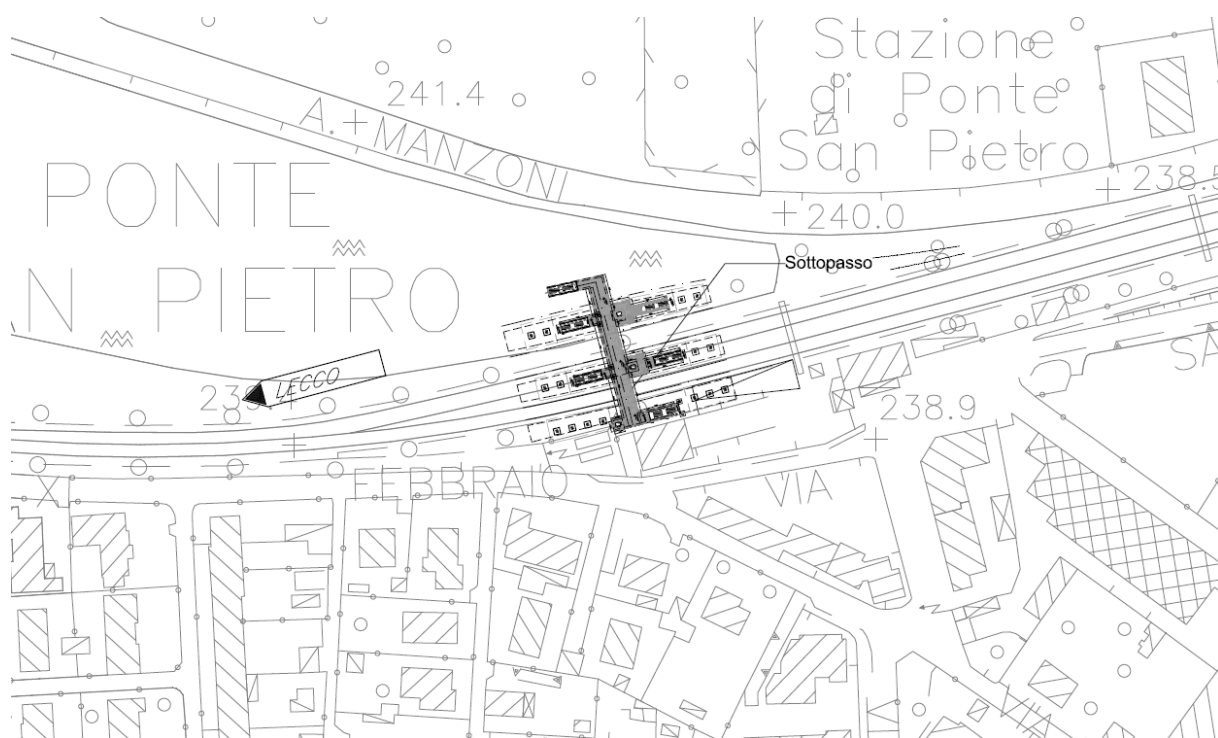 Stazione
di Ponte
San Pietro
241.4
A. MANZONI
PONTE
238.5
240.0
N PIETRO
Sottopasso
LECCO
SA
238.9
FEBBRAIO
VIA
X